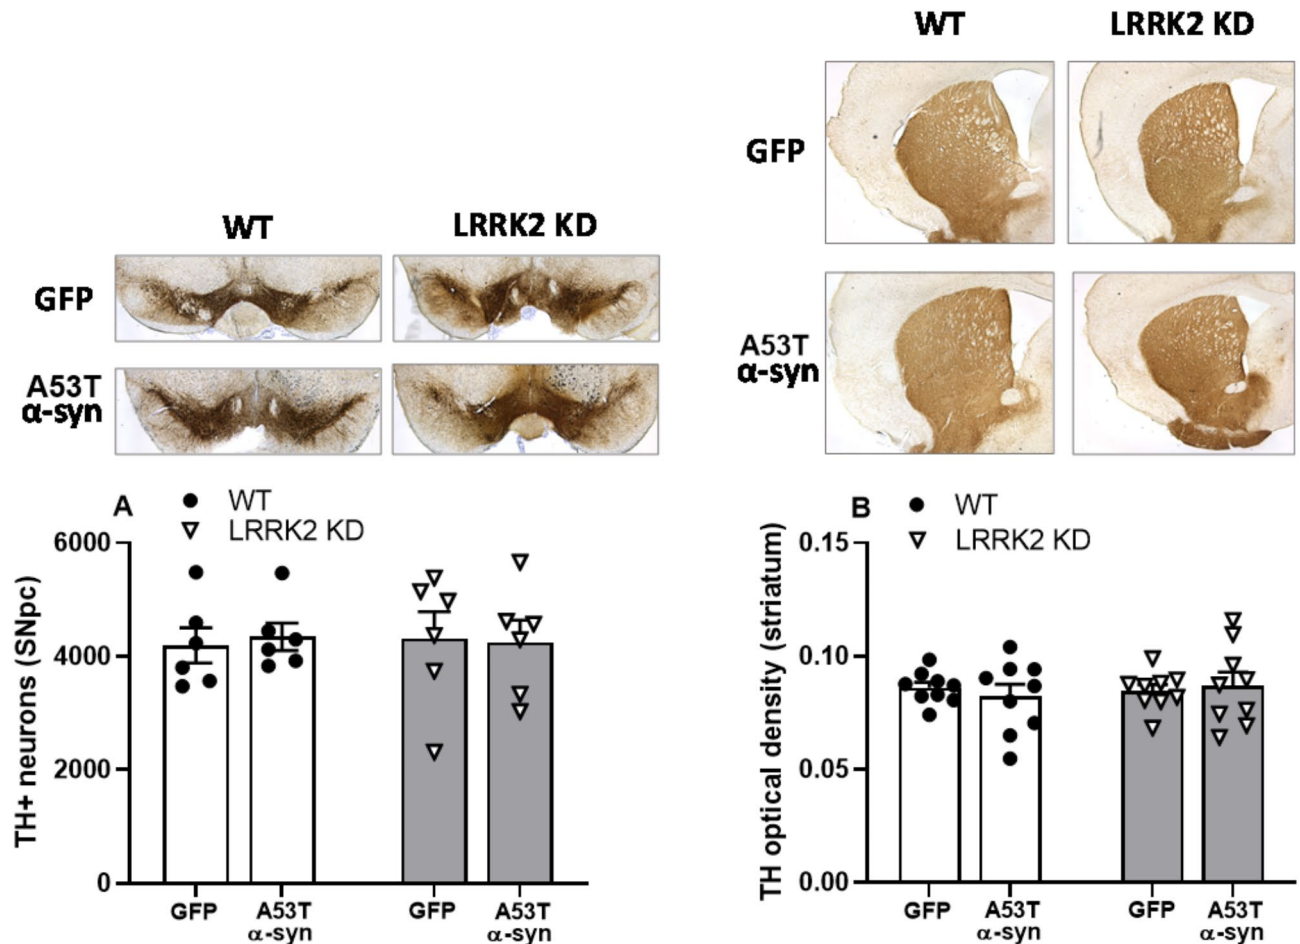 WT LRRK2 KD
GFP
A53T
α-syn
WT LRRK2 KD
GFP
A53T
α-syn
A
WT
LRRK2 KD
TH+ neurons (SNpc)
6000
4000
2000
0
GFP A53T GFP A53T
α-syn α-syn
B
WT
LRRK2 KD
TH optical density (striatum)
0.15
0.10
0.05
0.00
GFP A53T GFP A53T
α-syn α-syn